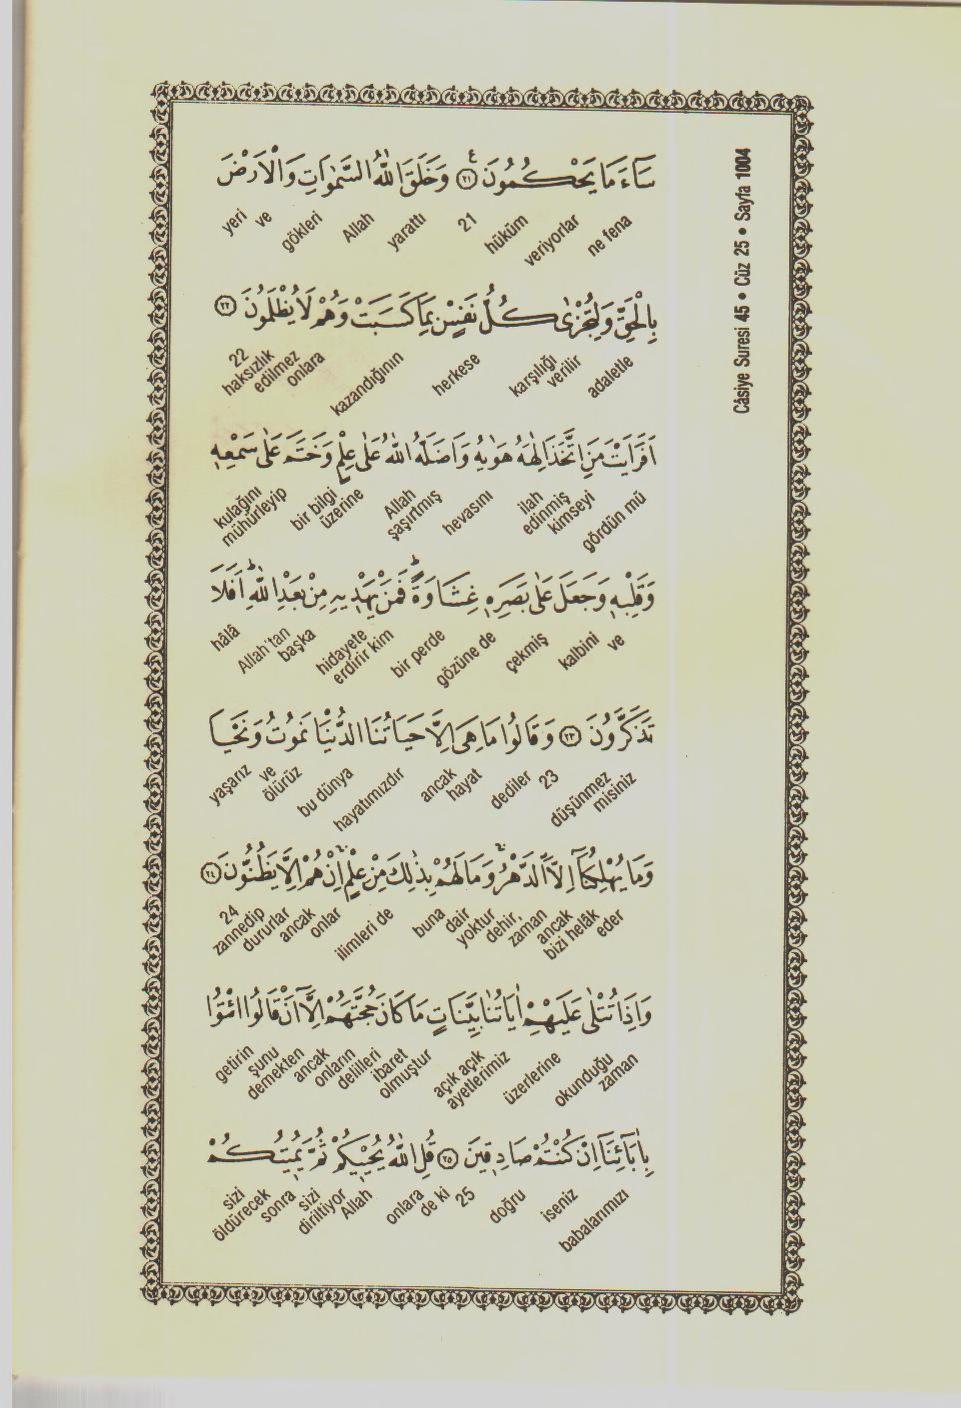 Câsiye Suresi 45 • Cüz 25 • Sayfa 1004
سَٓاءَ مَا يَحْكُمُونَ ﴿٢١﴾ وَخَلَقَ اللّٰهُ السَّمٰوَاتِ وَالْاَرْضَ
ne fena veriyorlar hüküm 21 yarattı Allah gökleri ve yeri
بِالْحَقِّ وَلِتُجْزٰى كُلُّ نَفْسٍ بِمَا كَسَبَتْ وَهُمْ لَا يُظْلَمُونَ ﴿٢٢﴾
adaletle verilir karşılığı herkese kazandığının onlara edilmez haksızlık 22
اَفَرَاَيْتَ مَنِ اتَّخَذَ اِلٰهَهُ هَوٰيهُ وَاَضَلَّهُ اللّٰهُ عَلٰى عِلْمٍ وَخَتَمَ عَلٰى سَمْعِهٖ
gördün mü kimseyi edinmiş ilah hevasını şaşırtmış Allah üzerine bir bilgi mühürleyip kulağını
وَقَلْبِهٖ وَجَعَلَ عَلٰى بَصَرِهٖ غِشَاوَةً فَمَنْ يَهْدٖيهِ مِنْ بَعْدِ اللّٰهِ اَفَلَا
ve kalbini çekmiş gözüne de bir perde erdirir kim hidayete başka Allah'tan hâlâ
تَذَكَّرُونَ ﴿٢٣﴾ وَقَالُوا مَا هِىَ اِلَّا حَيَاتُنَا الدُّنْيَا نَمُوتُ وَنَحْيَا
misiniz düşünmez 23 dediler hayat ancak hayatımızdır bu dünya ölürüz ve yaşarız
وَمَا يُهْلِكُنَٓا اِلَّا الدَّهْرُ وَمَا لَهُمْ بِذٰلِكَ مِنْ عِلْمٍ اِنْ هُمْ اِلَّا يَظُنُّونَ ﴿٢٤﴾
eder bizi helâk ancak zaman dehir, yoktur dair buna ilimleri de onlar ancak dururlar zannedip 24
وَاِذَا تُتْلٰى عَلَيْهِمْ اٰيَاتُنَا بَيِّنَاتٍ مَا كَانَ حُجَّتَهُمْ اِلَّٓا اَنْ قَالُوا ائْتُوا
zaman okunduğu üzerlerine ayetlerimiz açık açık olmuştur ibaret delilleri onların ancak demekten şunu getirin
بِاٰبَٓائِنَٓا اِنْ كُنْتُمْ صَادِقٖينَ ﴿٢٥﴾ قُلِ اللّٰهُ يُحْيٖيكُمْ ثُمَّ يُمٖيتُكُمْ
babalarımızı iseniz doğru 25 de ki onlara Allah diriltiyor sizi sonra öldürecek sizi